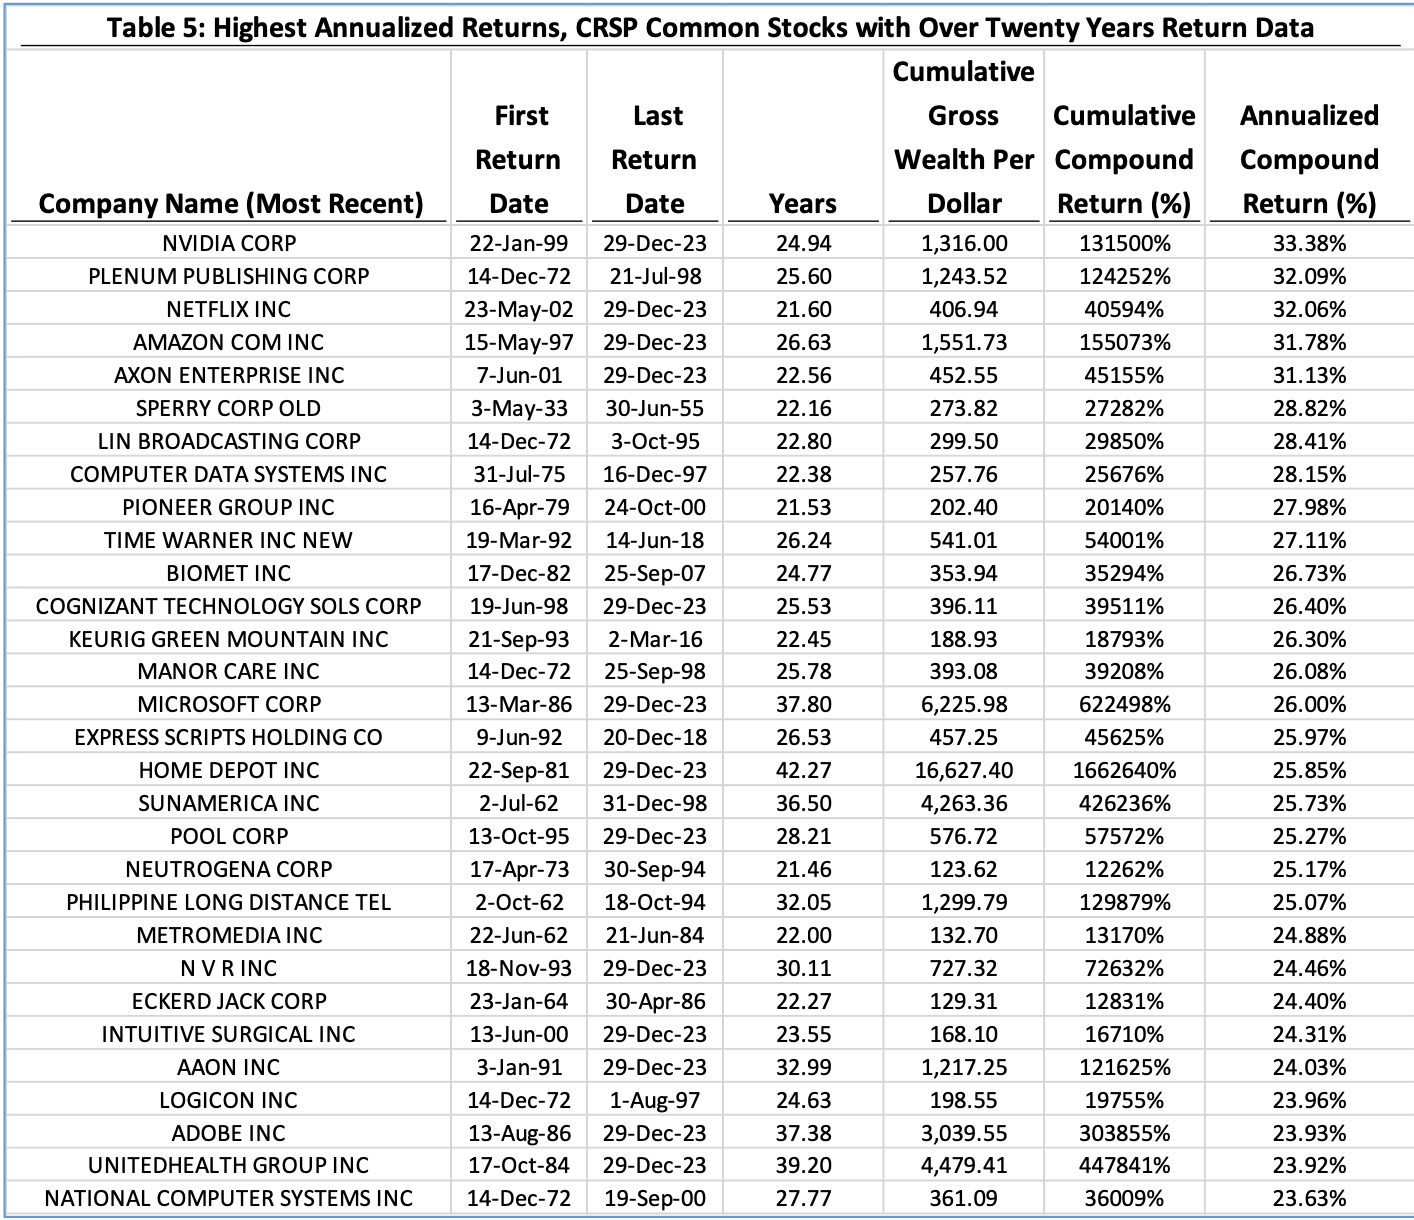 Table 5: Highest Annualized Returns, CRSP Common Stocks with Over Twenty Years Return Data
Company Name (Most Recent) First Return Date Last Return Date Years Cumulative Gross Wealth Per Dollar Cumulative Compound Return (%) Annualized Compound Return (%)
NVIDIA CORP 22-Jan-99 29-Dec-23 24.94 1,316.00 131500% 33.38%
PLENUM PUBLISHING CORP 14-Dec-72 21-Jul-98 25.60 1,243.52 124252% 32.09%
NETFLIX INC 23-May-02 29-Dec-23 21.60 406.94 40594% 32.06%
AMAZON COM INC 15-May-97 29-Dec-23 26.63 1,551.73 155073% 31.78%
AXON ENTERPRISE INC 7-Jun-01 29-Dec-23 22.56 452.55 45155% 31.13%
SPERRY CORP OLD 3-May-33 30-Jun-55 22.16 273.82 27282% 28.82%
LIN BROADCASTING CORP 14-Dec-72 3-Oct-95 22.80 299.50 29850% 28.41%
COMPUTER DATA SYSTEMS INC 31-Jul-75 16-Dec-97 22.38 257.76 25676% 28.15%
PIONEER GROUP INC 16-Apr-79 24-Oct-00 21.53 202.40 20140% 27.98%
TIME WARNER INC NEW 19-Mar-92 14-Jun-18 26.24 541.01 54001% 27.11%
BIOMET INC 17-Dec-82 25-Sep-07 24.77 353.94 35294% 26.73%
COGNIZANT TECHNOLOGY SOLS CORP 19-Jun-98 29-Dec-23 25.53 396.11 39511% 26.40%
KEURIG GREEN MOUNTAIN INC 21-Sep-93 2-Mar-16 22.45 188.93 18793% 26.30%
MANOR CARE INC 14-Dec-72 25-Sep-98 25.78 393.08 39208% 26.08%
MICROSOFT CORP 13-Mar-86 29-Dec-23 37.80 6,225.98 622498% 26.00%
EXPRESS SCRIPTS HOLDING CO 9-Jun-92 20-Dec-18 26.53 457.25 45625% 25.97%
HOME DEPOT INC 22-Sep-81 29-Dec-23 42.27 16,627.40 1662640% 25.85%
SUNAMERICA INC 2-Jul-62 31-Dec-98 36.50 4,263.36 426236% 25.73%
POOL CORP 13-Oct-95 29-Dec-23 28.21 576.72 57572% 25.27%
NEUTROGENA CORP 17-Apr-73 30-Sep-94 21.46 123.62 12262% 25.17%
PHILIPPINE LONG DISTANCE TEL 2-Oct-62 18-Oct-94 32.05 1,299.79 129879% 25.07%
METROMEDIA INC 22-Jun-62 21-Jun-84 22.00 132.70 13170% 24.88%
N V R INC 18-Nov-93 29-Dec-23 30.11 727.32 72632% 24.46%
ECKERD JACK CORP 23-Jan-64 30-Apr-86 22.27 129.31 12831% 24.40%
INTUITIVE SURGICAL INC 13-Jun-00 29-Dec-23 23.55 168.10 16710% 24.31%
AAON INC 3-Jan-91 29-Dec-23 32.99 1,217.25 121625% 24.03%
LOGICON INC 14-Dec-72 1-Aug-97 24.63 198.55 19755% 23.96%
ADOBE INC 13-Aug-86 29-Dec-23 37.38 3,039.55 303855% 23.93%
UNITEDHEALTH GROUP INC 17-Oct-84 29-Dec-23 39.20 4,479.41 447841% 23.92%
NATIONAL COMPUTER SYSTEMS INC 14-Dec-72 19-Sep-00 27.77 361.09 36009% 23.63%